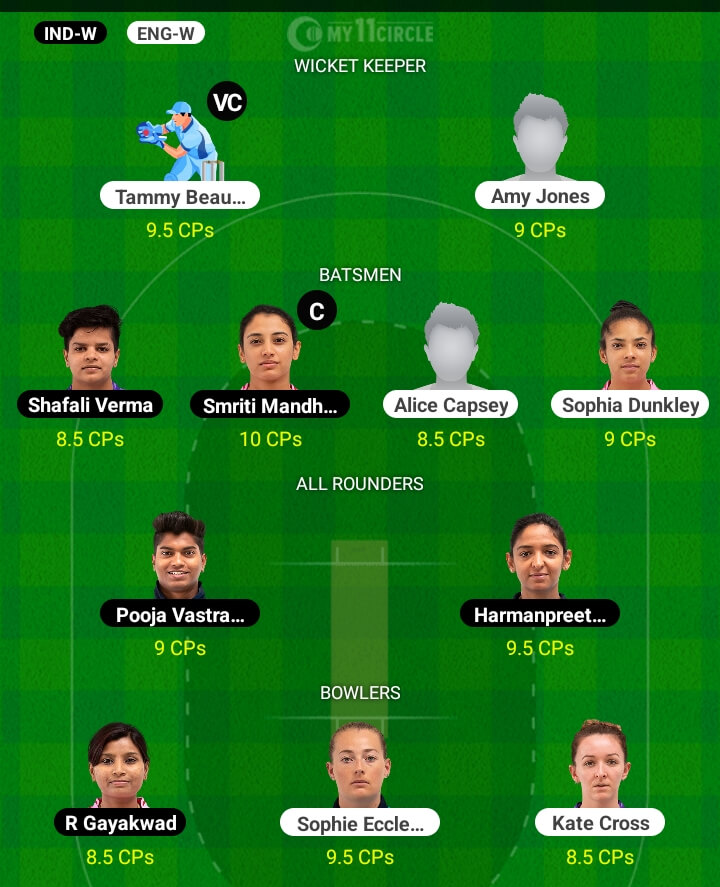 IND-W ENG-W MY11CIRCLE
WICKET KEEPER
VC
Tammy Beau... Amy Jones
9.5 CPs 9 CPs
BATSMEN
C
Shafali Verma Smriti Mandh... Alice Capsey Sophia Dunkley
8.5 CPs 10 CPs 8.5 CPs 9 CPs
ALL ROUNDERS
Pooja Vastra... Harmanpreet...
9 CPs 9.5 CPs
BOWLERS
R Gayakwad Sophie Eccle... Kate Cross
8.5 CPs 9.5 CPs 8.5 CPs